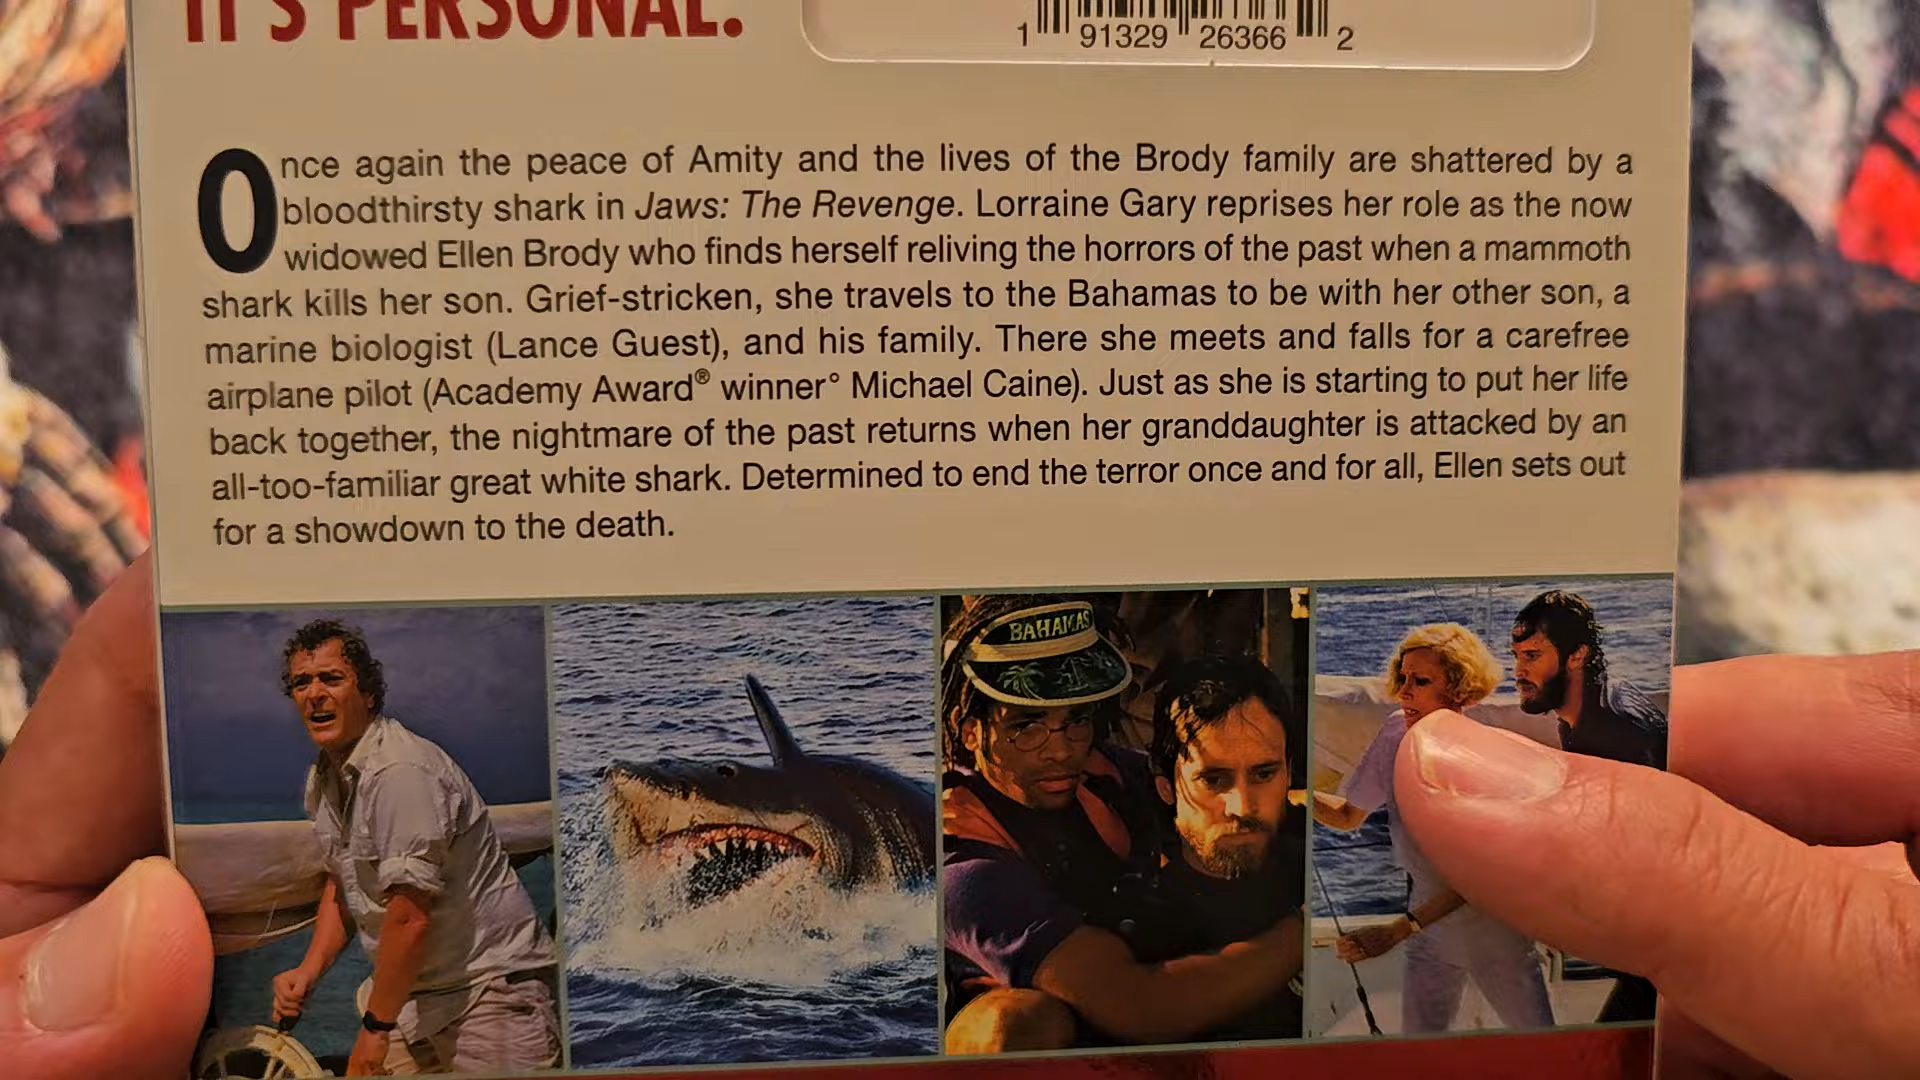 IT'S PERSONAL.
1 91329 26366 2
Once again the peace of Amity and the lives of the Brody family are shattered by a
bloodthirsty shark in Jaws: The Revenge. Lorraine Gary reprises her role as the now
widowed Ellen Brody who finds herself reliving the horrors of the past when a mammoth
shark kills her son. Grief-stricken, she travels to the Bahamas to be with her other son, a
marine biologist (Lance Guest), and his family. There she meets and falls for a carefree
airplane pilot (Academy Award® winner° Michael Caine). Just as she is starting to put her life
back together, the nightmare of the past returns when her granddaughter is attacked by an
all-too-familiar great white shark. Determined to end the terror once and for all, Ellen sets out
for a showdown to the death.
BAHAMAS